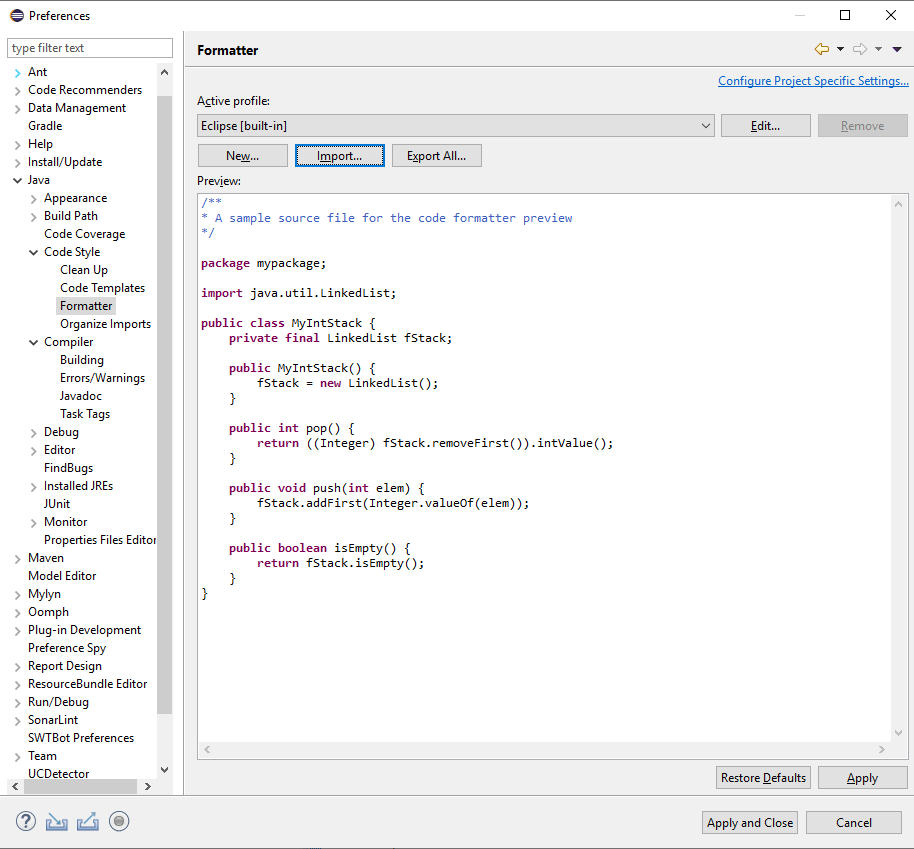 Preferences
type filter text
Ant
Code Recommenders
Data Management
Gradle
Help
Install/Update
Java
Appearance
Build Path
Code Coverage
Code Style
Clean Up
Code Templates
Formatter
Organize Imports
Compiler
Building
Errors/Warnings
Javadoc
Task Tags
Debug
Editor
FindBugs
Installed JREs
JUnit
Monitor
Properties Files Editor
Maven
Model Editor
Mylyn
Oomph
Plug-in Development
Preference Spy
Report Design
ResourceBundle Editor
Run/Debug
SonarLint
SWTBot Preferences
Team
UCDetector
Formatter
Configure Project Specific Settings...
Active profile:
Eclipse [built-in]
Edit...
Remove
New...
Import...
Export All...
Preview:
/**
* A sample source file for the code formatter preview
*/
package mypackage;
import java.util.LinkedList;
public class MyIntStack {
private final LinkedList fStack;
public MyIntStack() {
fStack = new LinkedList();
}
public int pop() {
return ((Integer) fStack.removeFirst()).intValue();
}
public void push(int elem) {
fStack.addFirst(Integer.valueOf(elem));
}
public boolean isEmpty() {
return fStack.isEmpty();
}
}
Restore Defaults
Apply
?
Apply and Close
Cancel